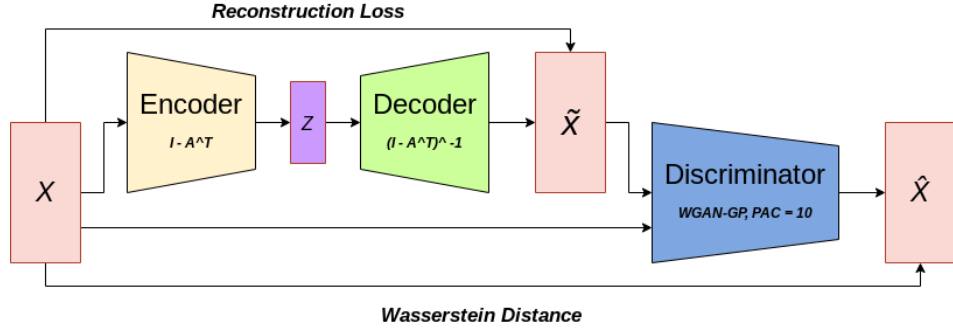 Reconstruction Loss
X
Encoder
I - A^T
Z
Decoder
(I - A^T)^ -1
X̃
Discriminator
WGAN-GP, PAC = 10
X̂
Wasserstein Distance